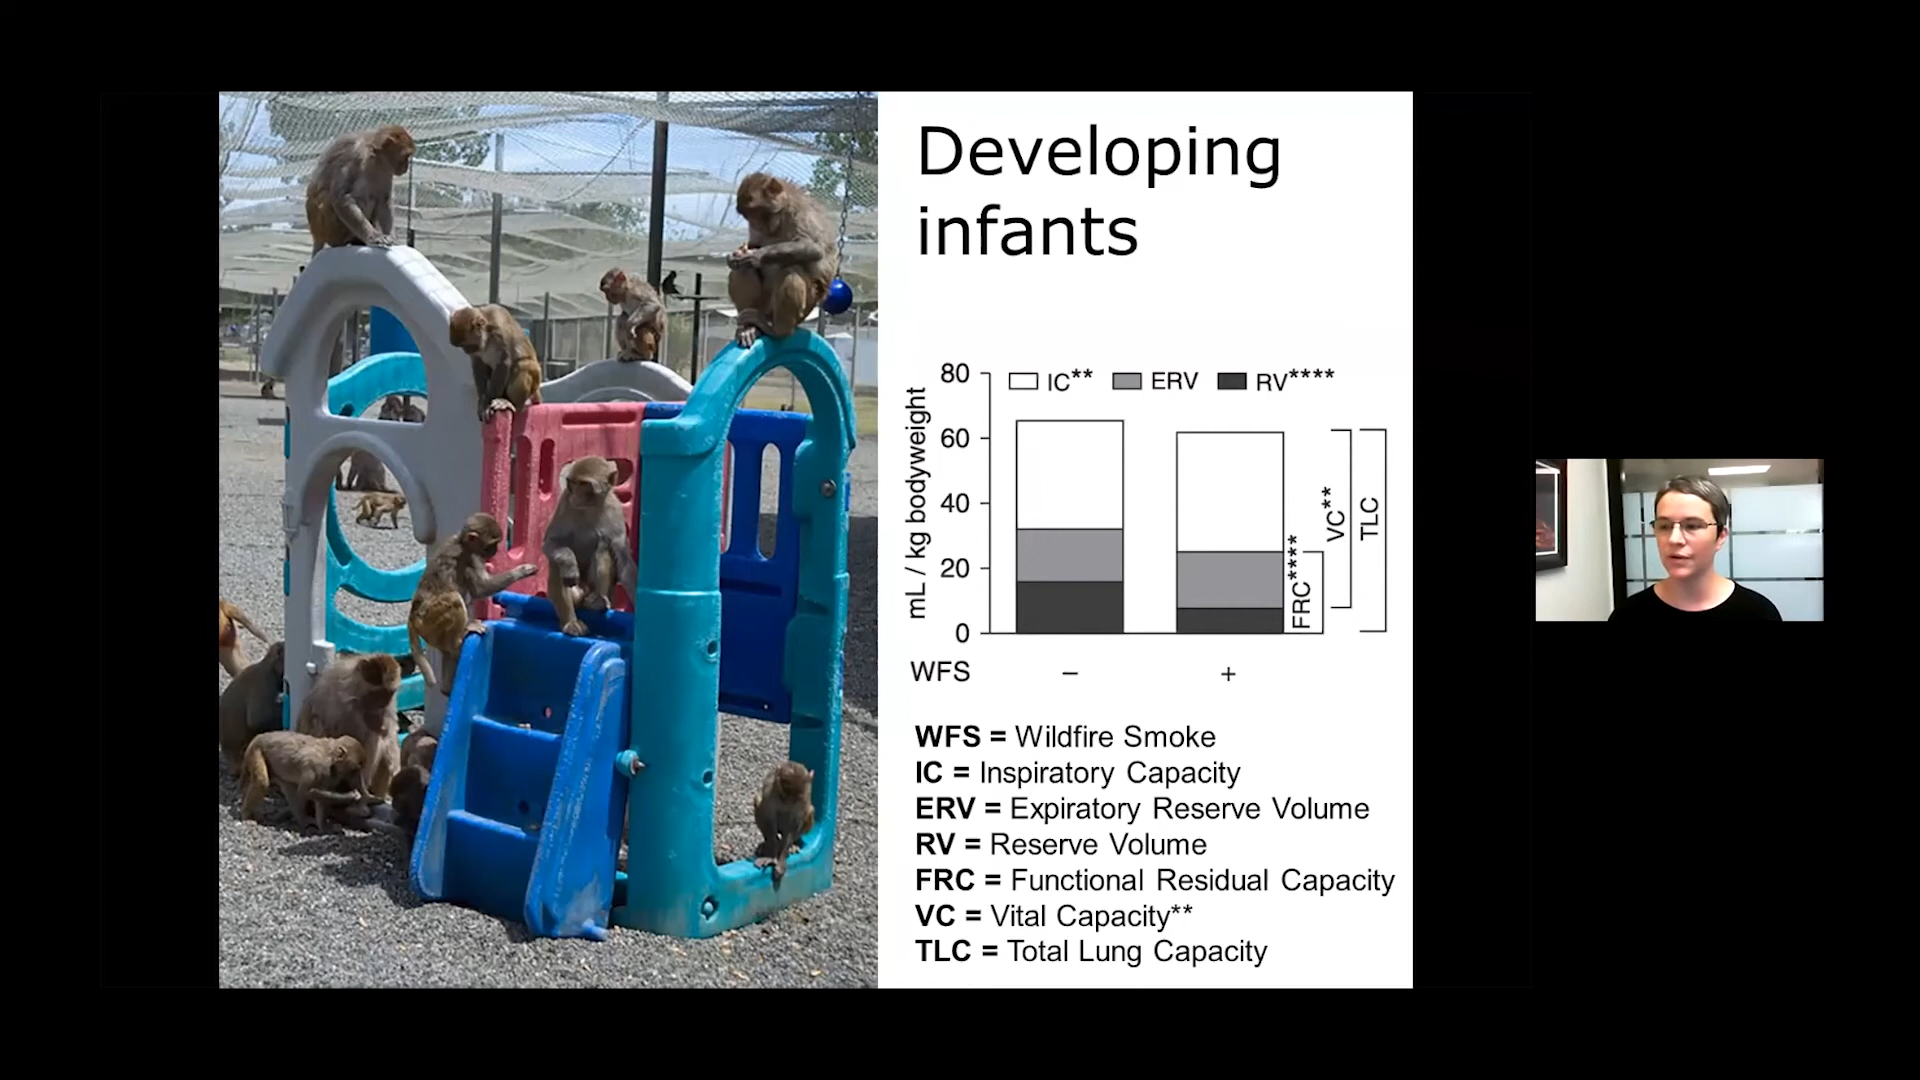 Developing
infants
80
60
40
20
0
mL / kg bodyweight
IC** ERV RV****
FRC****
VC**
TLC
WFS – +
WFS = Wildfire Smoke
IC = Inspiratory Capacity
ERV = Expiratory Reserve Volume
RV = Reserve Volume
FRC = Functional Residual Capacity
VC = Vital Capacity**
TLC = Total Lung Capacity